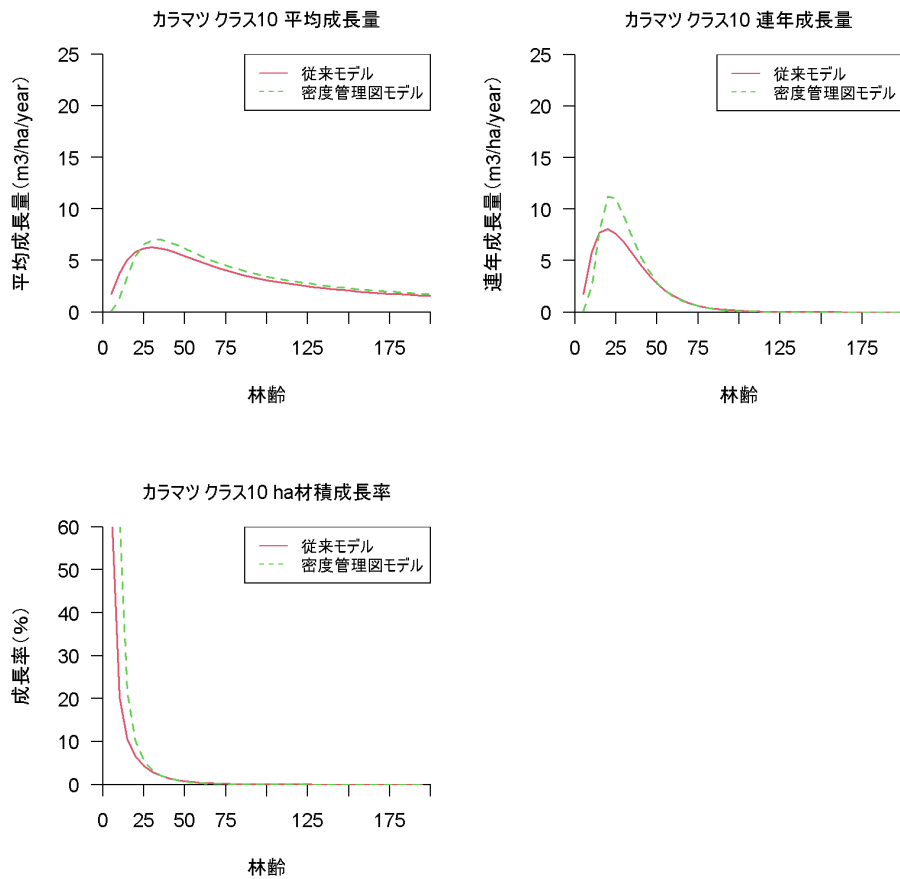 カラマツ クラス10 平均成長量
平均成長量(m3/ha/year)
25
20
15
10
5
0
従来モデル
密度管理図モデル
0 25 50 75 125 175
林齢
カラマツ クラス10 連年成長量
連年成長量(m3/ha/year)
25
20
15
10
5
0
従来モデル
密度管理図モデル
0 25 50 75 125 175
林齢
カラマツ クラス10 ha材積成長率
成長率(%)
60
50
40
30
20
10
0
従来モデル
密度管理図モデル
0 25 50 75 125 175
林齢